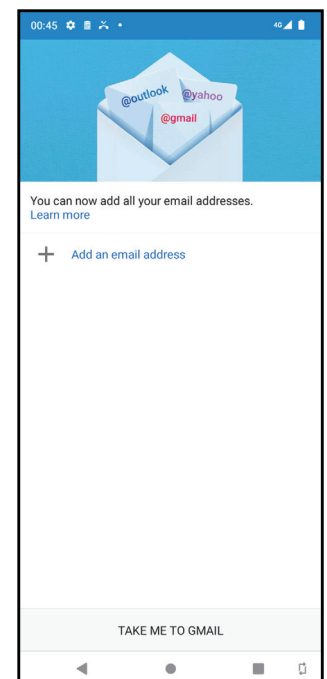 00:45
4G
@outlook
@yahoo
@gmail
You can now add all your email addresses.
Learn more
Add an email address
TAKE ME TO GMAIL